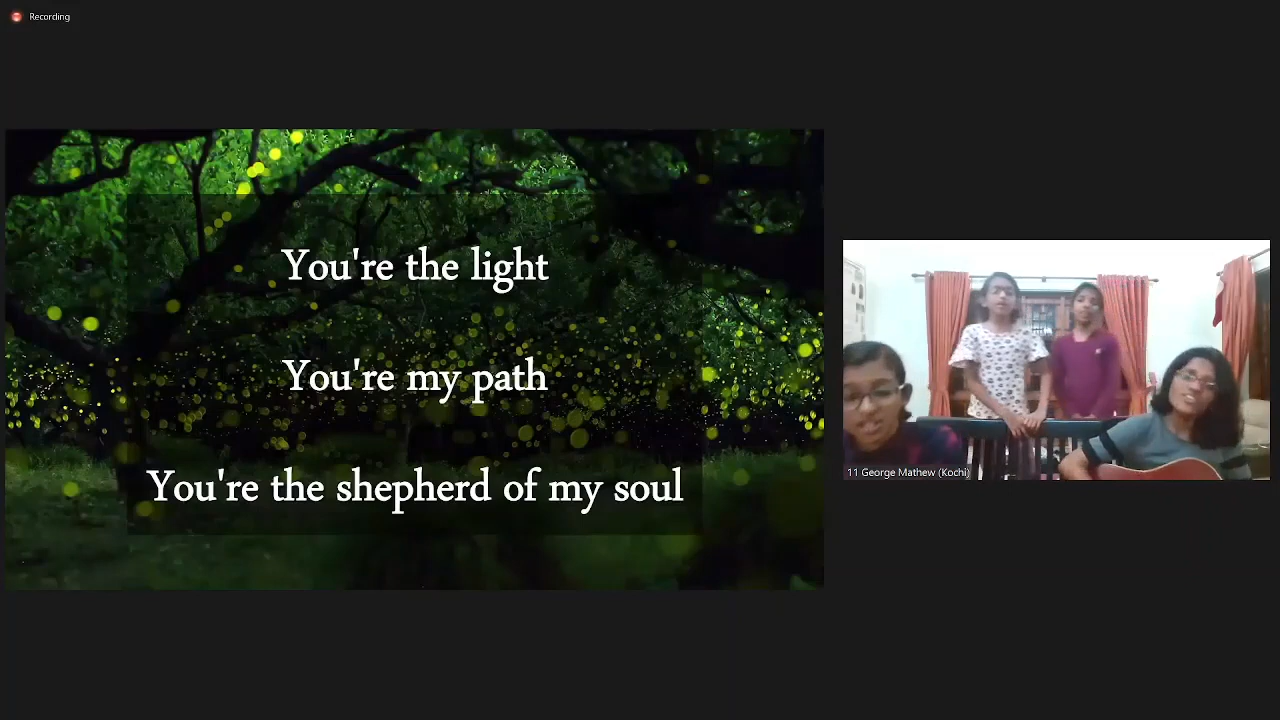 Recording
You're the light
You're my path
You're the shepherd of my soul
11 George Mathew (Kochi)